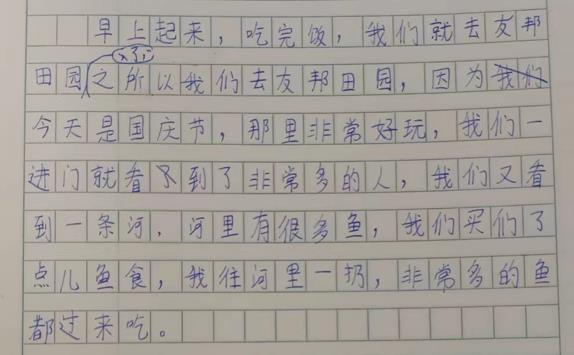 早上起来，吃完饭，我们就去友邦
田园了，之所以我们去友邦田园，因为我们
今天是国庆节，那里非常好玩，我们一
进门就看到了非常多的人，我们又看
到一条河，河里有很多鱼，我们买们了
点儿鱼食，我往河里一扔，非常多的鱼
都过来吃。